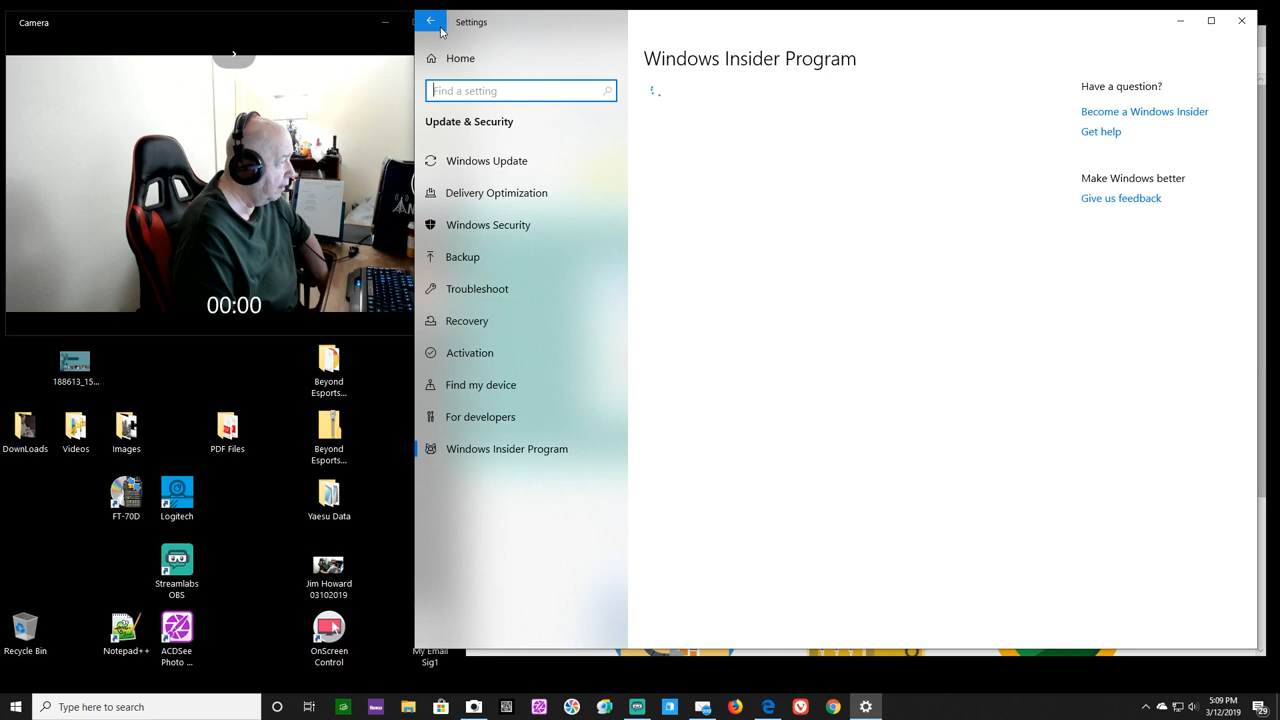 Camera
Settings
Home
Find a setting
Update & Security
Windows Update
Delivery Optimization
Windows Security
Backup
Troubleshoot
Recovery
Activation
Find my device
For developers
Windows Insider Program
Windows Insider Program
Have a question?
Become a Windows Insider
Get help
Make Windows better
Give us feedback
00:00
188613_15...
Beyond
Esports...
DownLoads
Videos
Images
PDF Files
Beyond
Esports...
FT-70D
Logitech
Yaesu Data
Streamlabs
OBS
Jim Howard
03102019
Recycle Bin
Notepad++
ACDSee
Photo ...
OnScreen
Control
My Email
Sig1
Type here to search
Roku
5:09 PM
3/12/2019
29